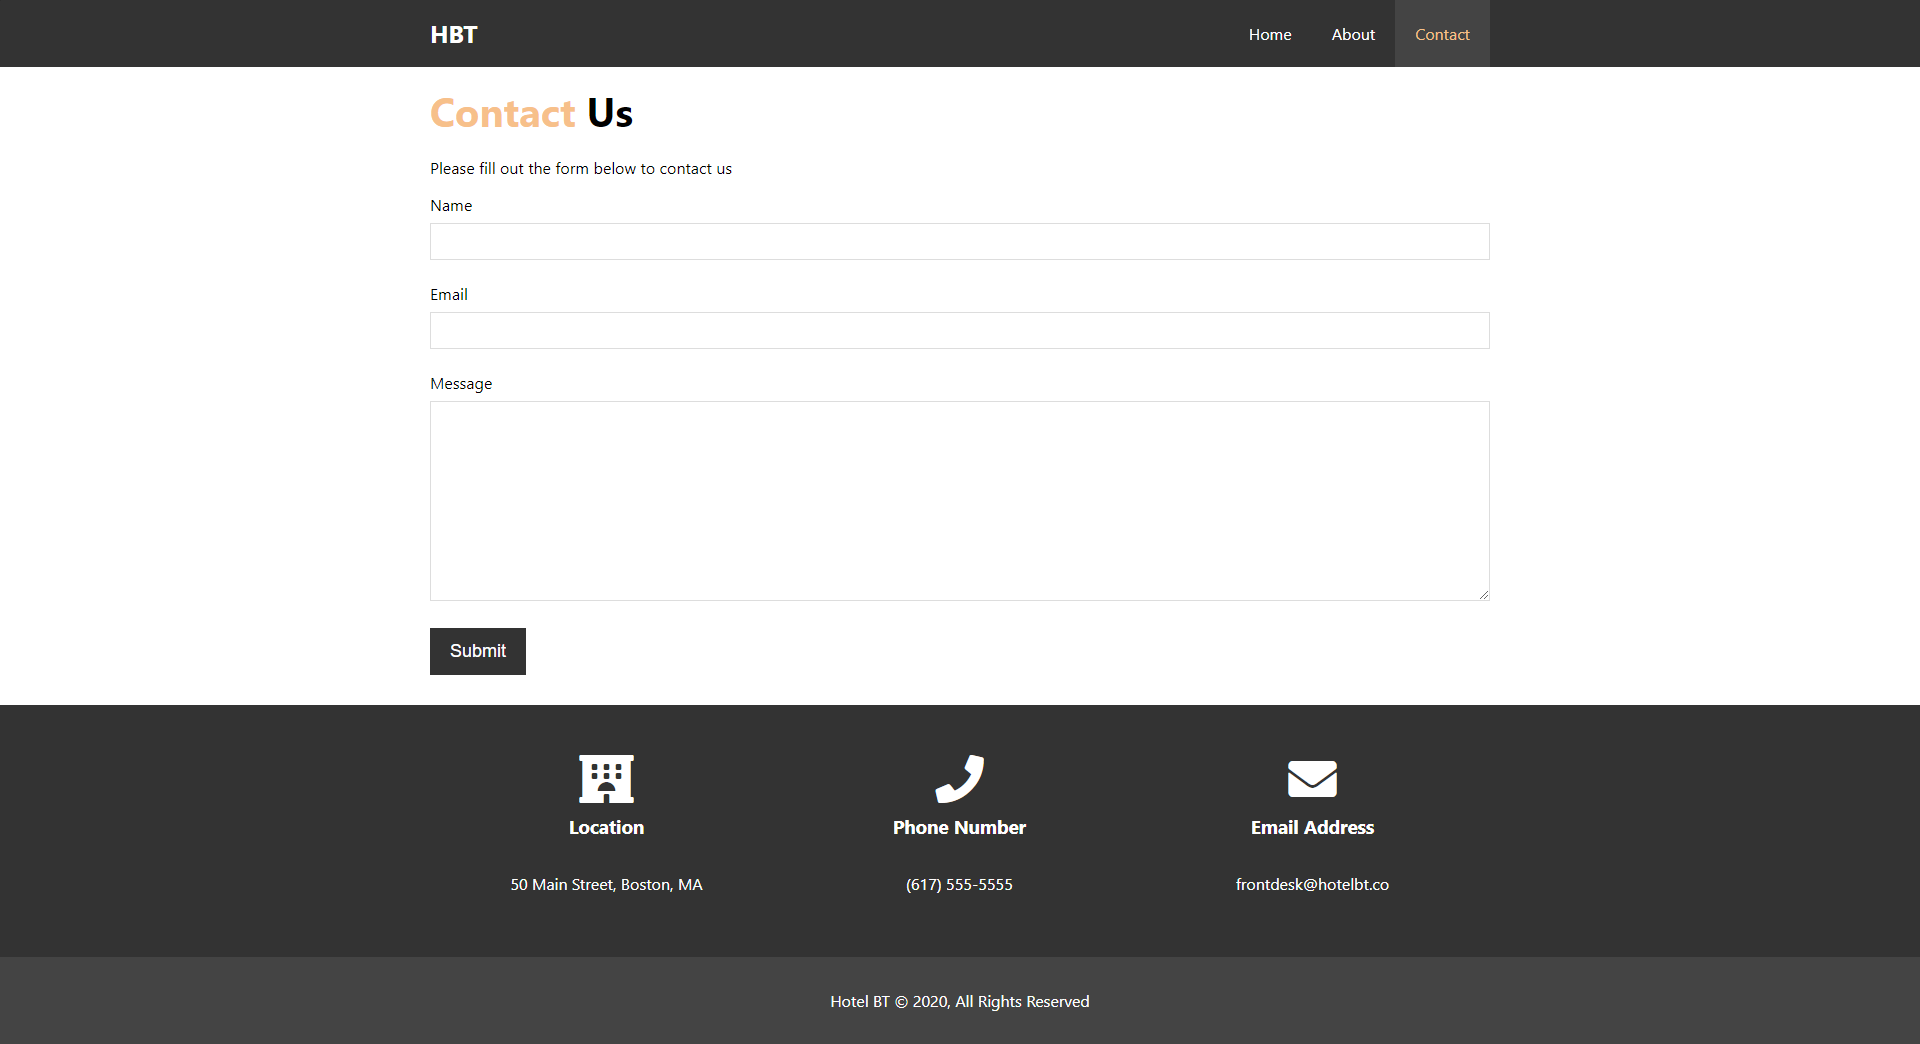 HBT
Home About Contact
Contact Us
Please fill out the form below to contact us
Name
Email
Message
Submit
Location
Phone Number
Email Address
50 Main Street, Boston, MA
(617) 555-5555
frontdesk@hotelbt.co
Hotel BT © 2020, All Rights Reserved